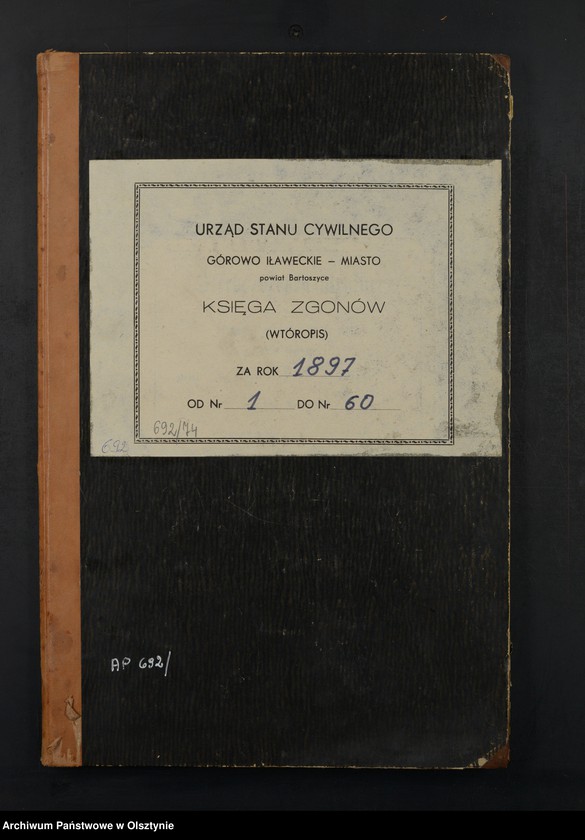 URZĄD STANU CYWILNEGO
GÓROWO IŁAWECKIE – MIASTO
powiat Bartoszyce
KSIĘGA ZGONÓW
(WTÓROPIS)
ZA ROK 1897
OD Nr 1 DO Nr 60
692/74
692
AP 692/
Archiwum Państwowe w Olsztynie